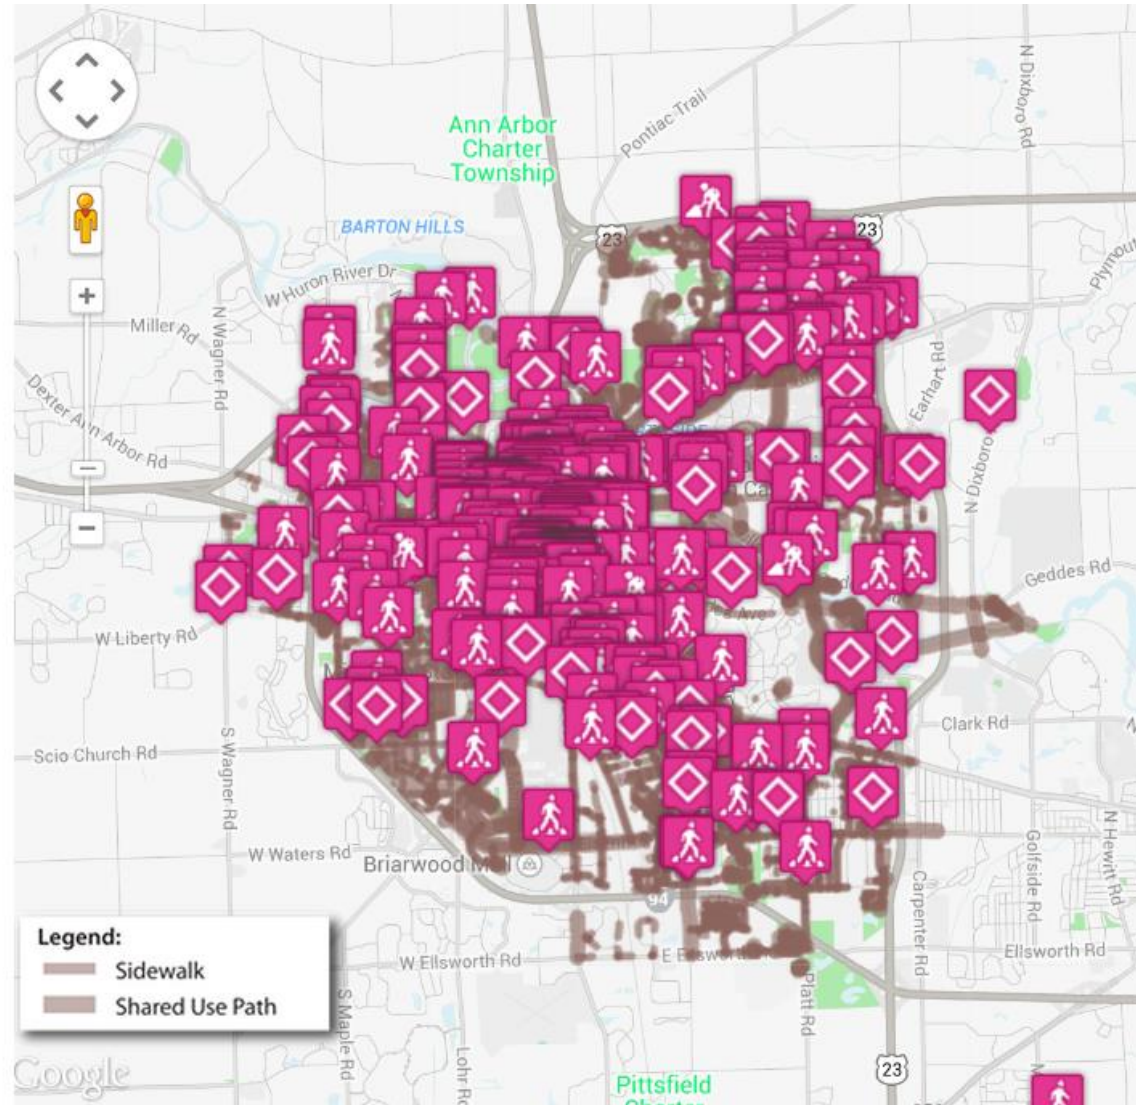 N Dixboro Rd
Ann Arbor
Charter
Township
Pontiac Trail
BARTON HILLS
23
23
W Huron River Dr
Miller Rd
N Wagner Rd
Dexter Ann Arbor Rd
Earhart Rd
N Dixboro
Geddes Rd
W Liberty Rd
Clark Rd
Scio Church Rd
S Wagner Rd
W Waters Rd
Briarwood Mall
Golfside Rd
N Hewitt Rd
Carpenter Rd
94
W Ellsworth Rd
E Ellsworth
Ellsworth Rd
Legend:
Sidewalk
Shared Use Path
S Maple Rd
Lohr
Platt Rd
23
Google
Pittsfield
Charter